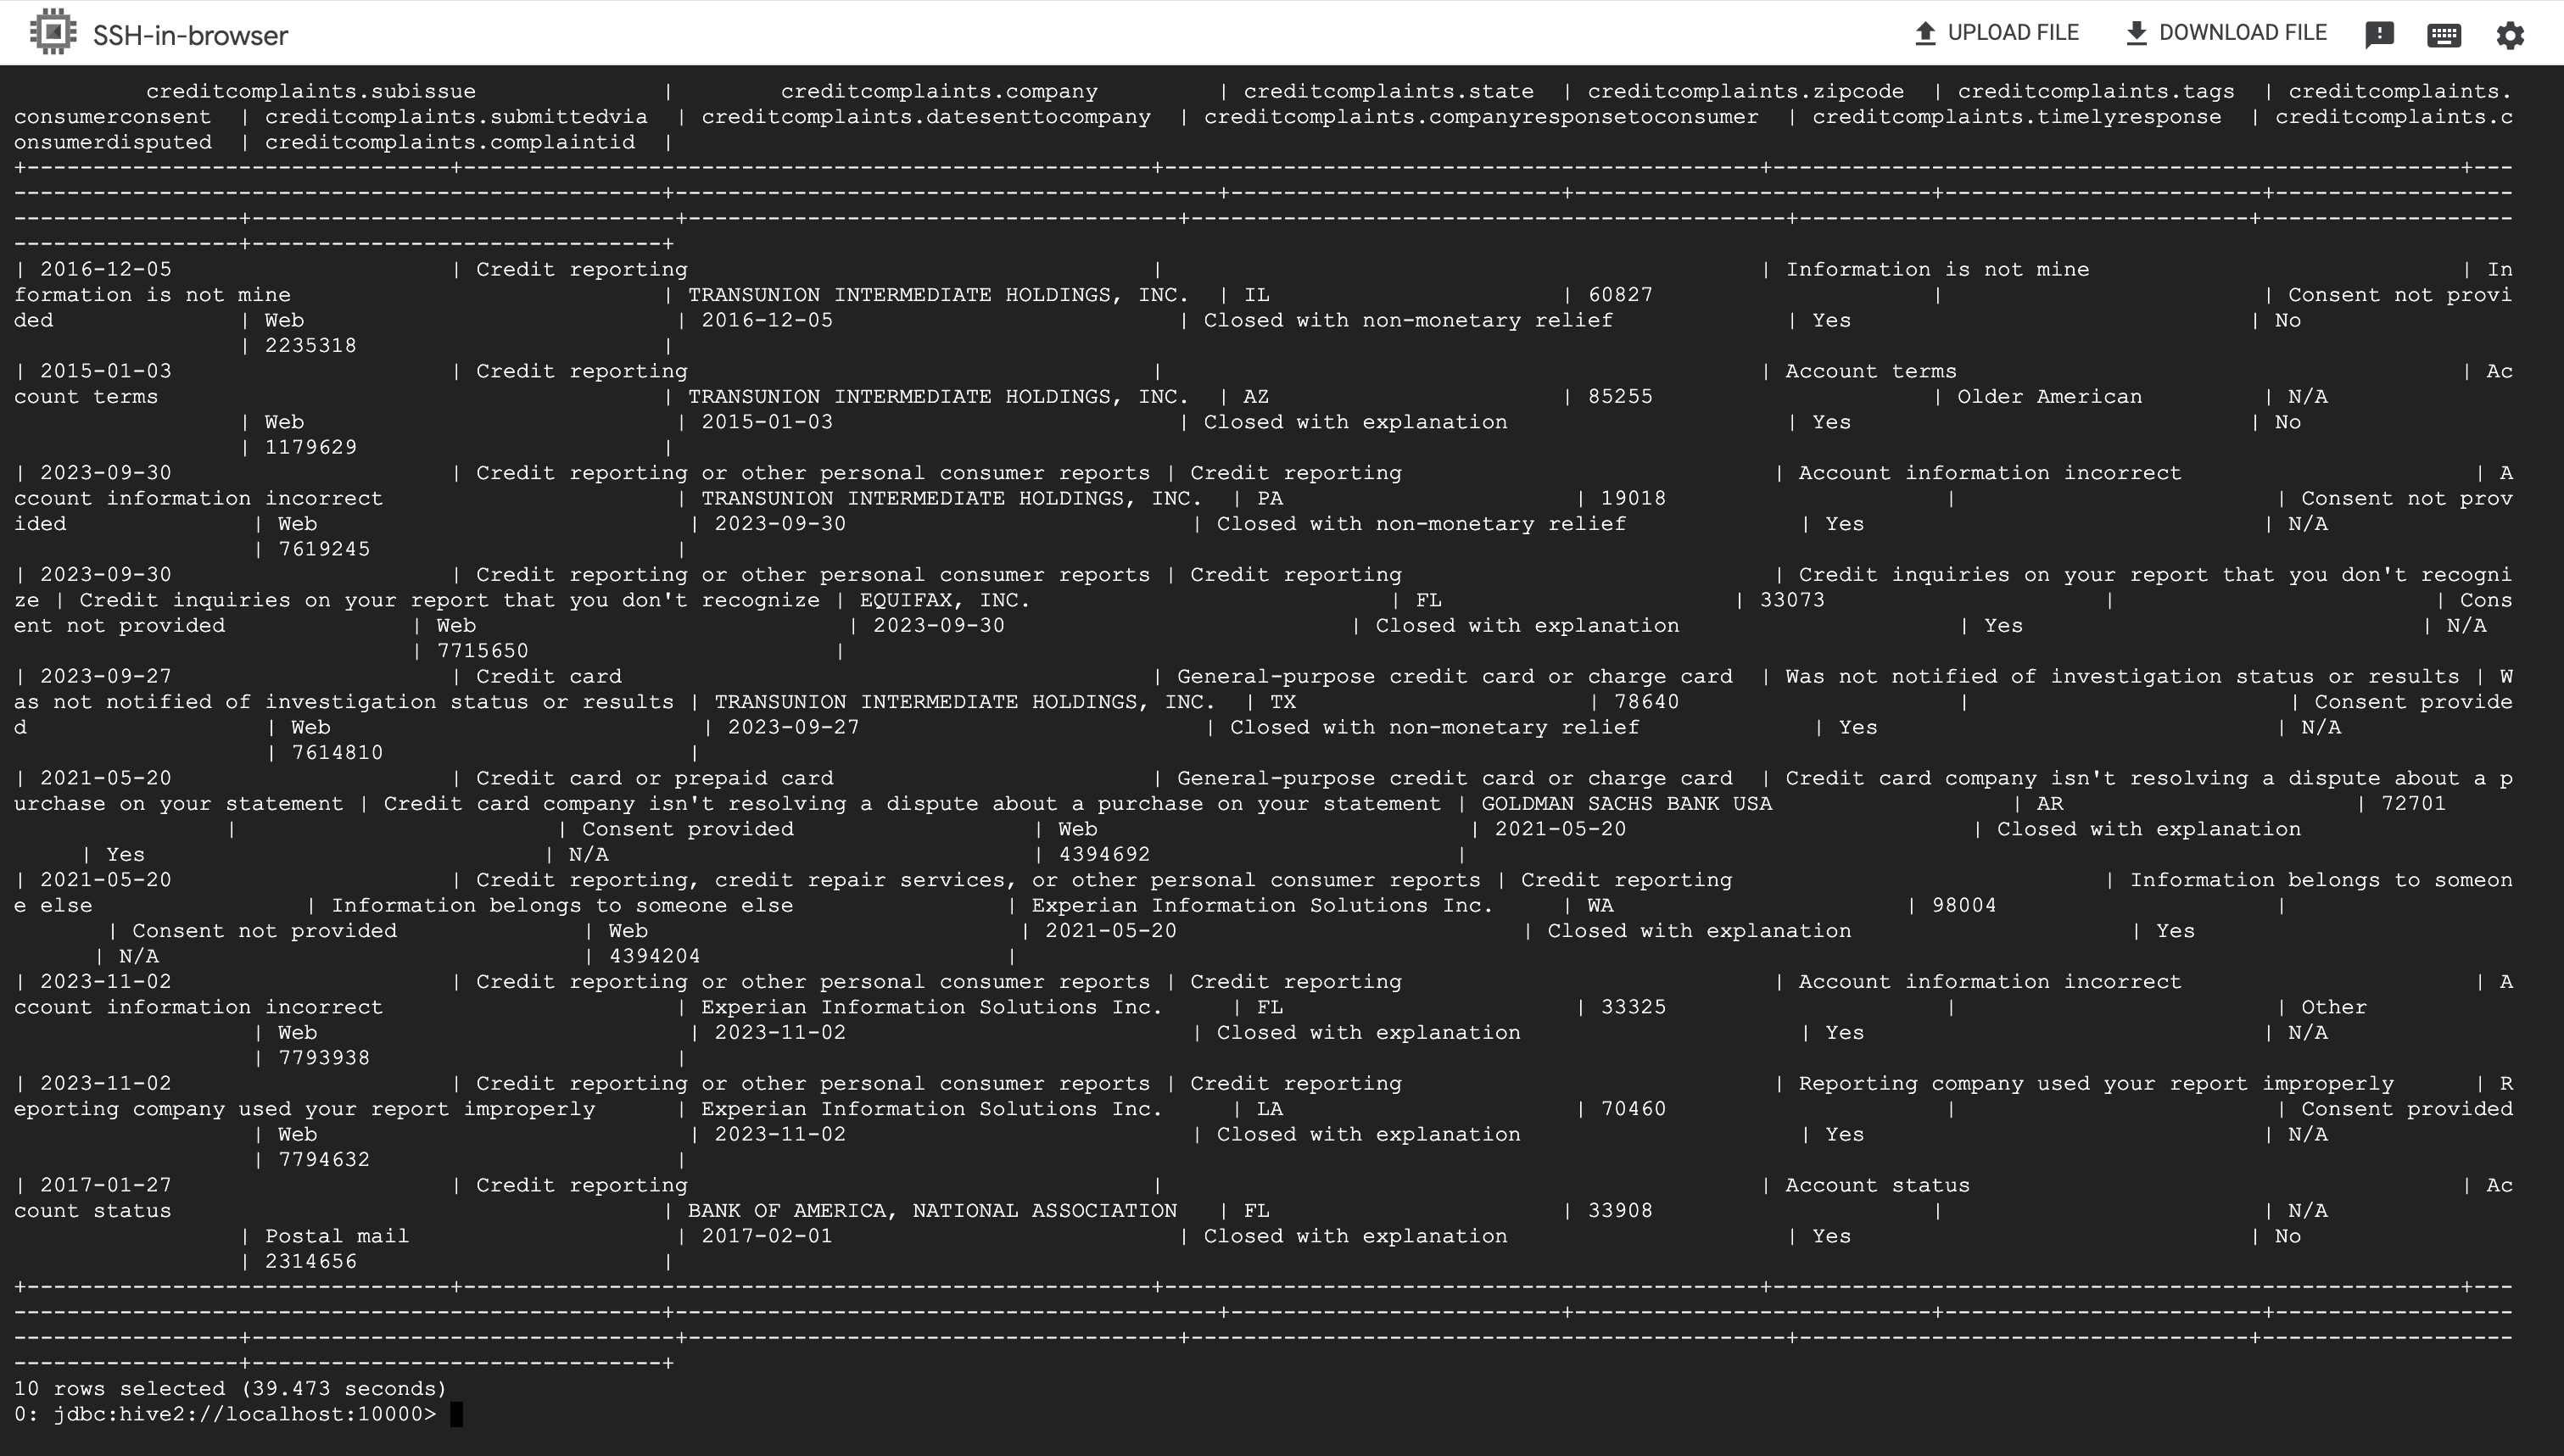 SSH-in-browser
UPLOAD FILE
DOWNLOAD FILE
creditcomplaints.subissue | creditcomplaints.company | creditcomplaints.state | creditcomplaints.zipcode | creditcomplaints.tags | creditcomplaints.
consumerconsent | creditcomplaints.submittedvia | creditcomplaints.datesenttocompany | creditcomplaints.companyresponsetoconsumer | creditcomplaints.timelyresponse | creditcomplaints.c
onsumerdisputed | creditcomplaints.complaintid |
| 2016-12-05 | Credit reporting | | Information is not mine | In
formation is not mine | TRANSUNION INTERMEDIATE HOLDINGS, INC. | IL | 60827 | | Consent not provi
ded | Web | 2016-12-05 | Closed with non-monetary relief | Yes | No
| 2235318 |
| 2015-01-03 | Credit reporting | | Account terms | Ac
count terms | TRANSUNION INTERMEDIATE HOLDINGS, INC. | AZ | 85255 | Older American | N/A
| Web | 2015-01-03 | Closed with explanation | Yes | No
| 1179629 |
| 2023-09-30 | Credit reporting or other personal consumer reports | Credit reporting | Account information incorrect | A
ccount information incorrect | TRANSUNION INTERMEDIATE HOLDINGS, INC. | PA | 19018 | | Consent not prov
ided | Web | 2023-09-30 | Closed with non-monetary relief | Yes | N/A
| 7619245 |
| 2023-09-30 | Credit reporting or other personal consumer reports | Credit reporting | Credit inquiries on your report that you don't recogni
ze | Credit inquiries on your report that you don't recognize | EQUIFAX, INC. | FL | 33073 | | Cons
ent not provided | Web | 2023-09-30 | Closed with explanation | Yes | N/A
| 7715650 |
| 2023-09-27 | Credit card | General-purpose credit card or charge card | Was not notified of investigation status or results | W
as not notified of investigation status or results | TRANSUNION INTERMEDIATE HOLDINGS, INC. | TX | 78640 | | Consent provide
d | Web | 2023-09-27 | Closed with non-monetary relief | Yes | N/A
| 7614810 |
| 2021-05-20 | Credit card or prepaid card | General-purpose credit card or charge card | Credit card company isn't resolving a dispute about a p
urchase on your statement | Credit card company isn't resolving a dispute about a purchase on your statement | GOLDMAN SACHS BANK USA | AR | 72701
| | Consent provided | Web | 2021-05-20 | Closed with explanation
| Yes | N/A | 4394692 |
| 2021-05-20 | Credit reporting, credit repair services, or other personal consumer reports | Credit reporting | Information belongs to someon
e else | Information belongs to someone else | Experian Information Solutions Inc. | WA | 98004 |
| Consent not provided | Web | 2021-05-20 | Closed with explanation | Yes
| N/A | 4394204 |
| 2023-11-02 | Credit reporting or other personal consumer reports | Credit reporting | Account information incorrect | A
ccount information incorrect | Experian Information Solutions Inc. | FL | 33325 | | Other
| Web | 2023-11-02 | Closed with explanation | Yes | N/A
| 7793938 |
| 2023-11-02 | Credit reporting or other personal consumer reports | Credit reporting | Reporting company used your report improperly | R
eporting company used your report improperly | Experian Information Solutions Inc. | LA | 70460 | | Consent provided
| Web | 2023-11-02 | Closed with explanation | Yes | N/A
| 7794632 |
| 2017-01-27 | Credit reporting | | Account status | Ac
count status | BANK OF AMERICA, NATIONAL ASSOCIATION | FL | 33908 | | N/A
| Postal mail | 2017-02-01 | Closed with explanation | Yes | No
| 2314656 |
10 rows selected (39.473 seconds)
0: jdbc:hive2://localhost:10000>